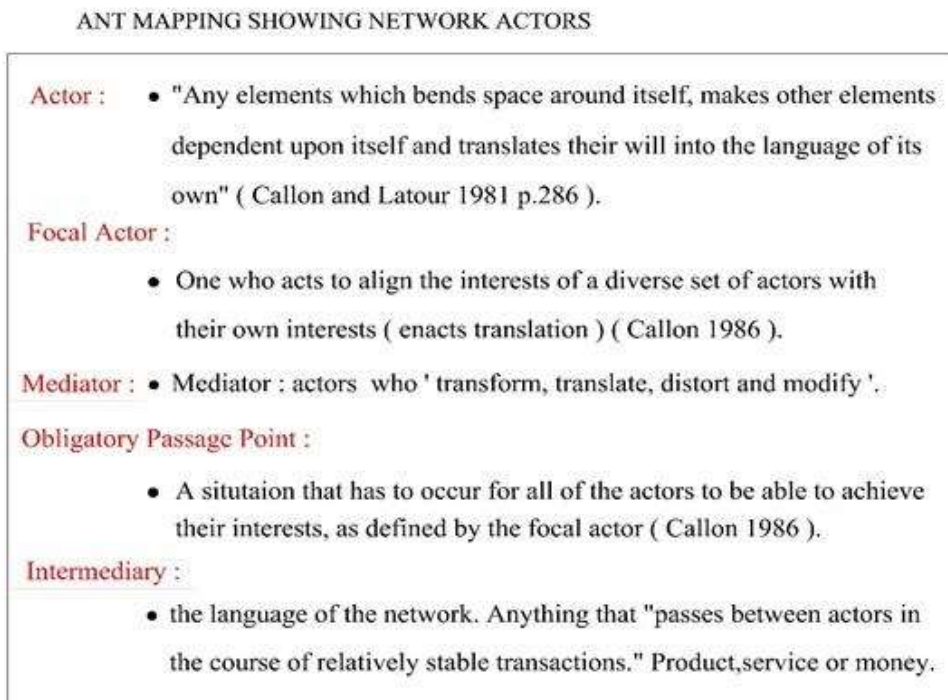 ANT MAPPING SHOWING NETWORK ACTORS
Actor : • "Any elements which bends space around itself, makes other elements
dependent upon itself and translates their will into the language of its
own" ( Callon and Latour 1981 p.286 ).
Focal Actor :
• One who acts to align the interests of a diverse set of actors with
their own interests ( enacts translation ) ( Callon 1986 ).
Mediator : • Mediator : actors who ' transform, translate, distort and modify '.
Obligatory Passage Point :
• A situtaion that has to occur for all of the actors to be able to achieve
their interests, as defined by the focal actor ( Callon 1986 ).
Intermediary :
• the language of the network. Anything that "passes between actors in
the course of relatively stable transactions." Product,service or money.